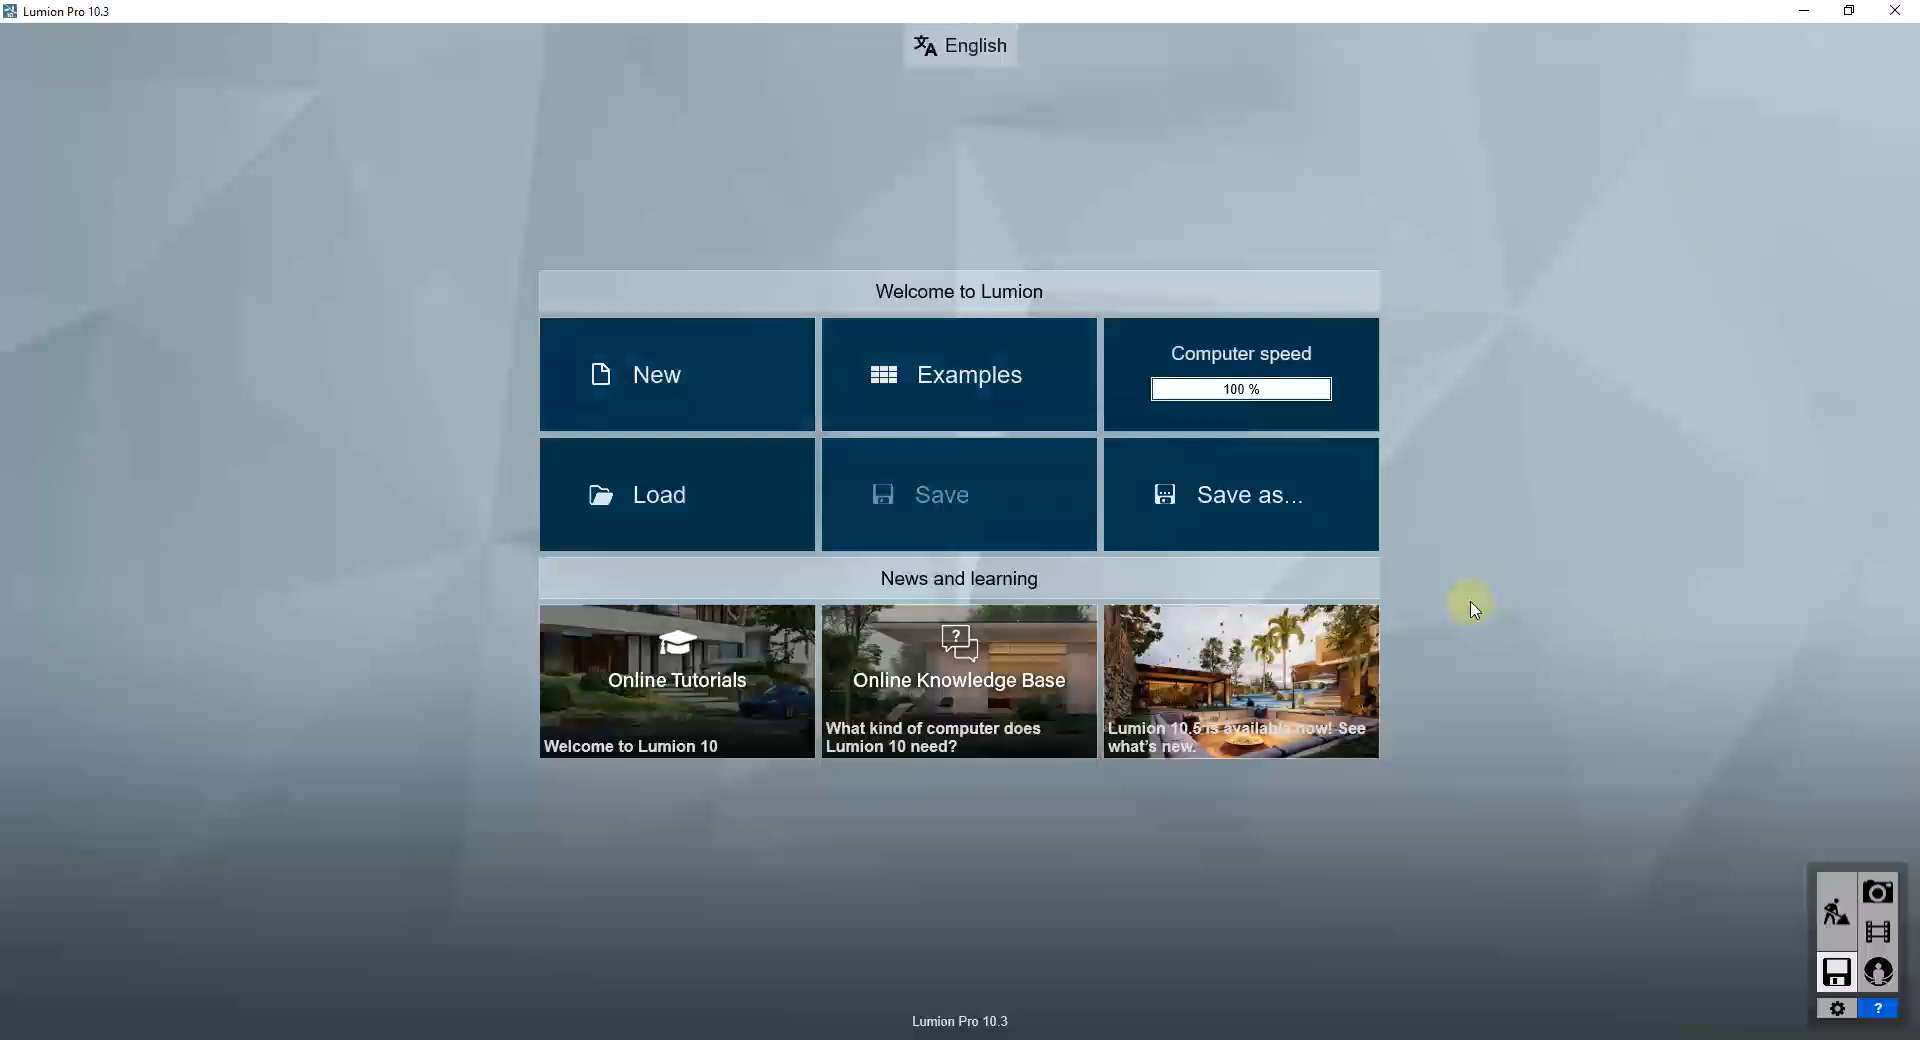 Lumion Pro 10.3
English
Welcome to Lumion
New
Examples
Computer speed
100 %
Load
Save
Save as...
News and learning
Online Tutorials
Welcome to Lumion 10
Online Knowledge Base
What kind of computer does
Lumion 10 need?
Lumion 10.5 is available now! See
what's new.
?
Lumion Pro 10.3